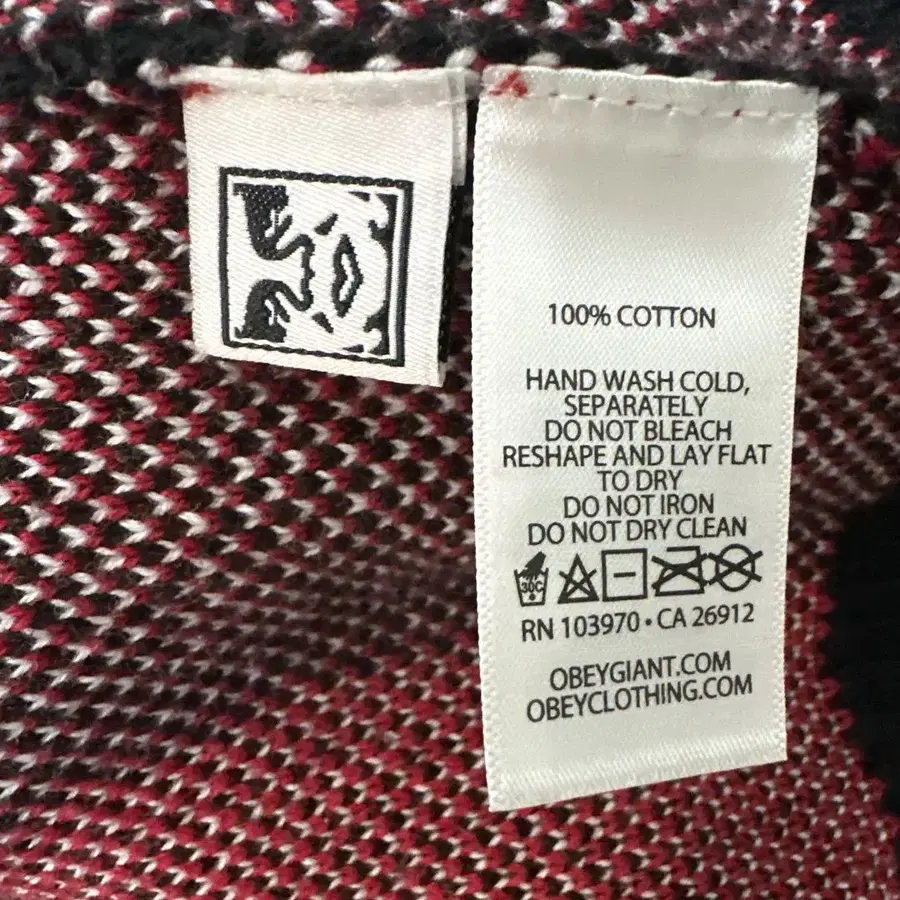 100% COTTON
HAND WASH COLD,
SEPARATELY
DO NOT BLEACH
RESHAPE AND LAY FLAT
TO DRY
DO NOT IRON
DO NOT DRY CLEAN
30C
RN 103970 • CA 26912
OBEYGIANT.COM
OBEYCLOTHING.COM